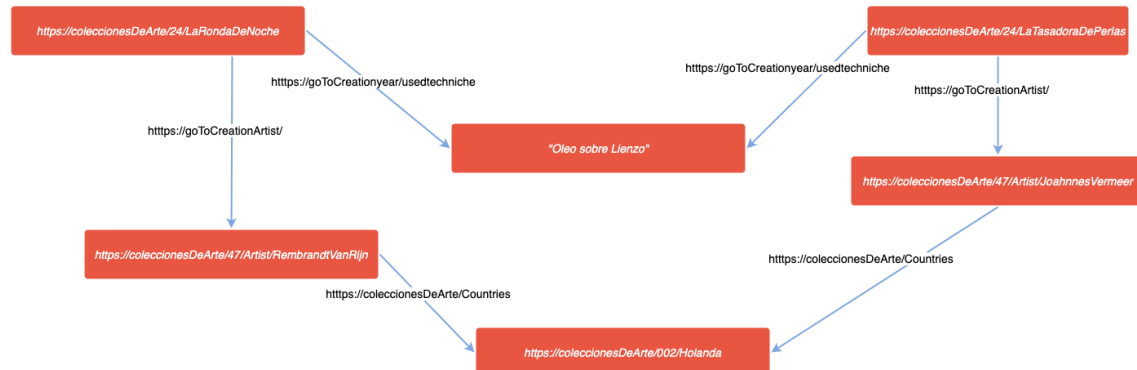 https://coleccionesDeArte/24/LaRondaDeNoche
https://coleccionesDeArte/24/LaTasadoraDePerlas
htttps://goToCreationyear/usedtechniche
htttps://goToCreationyear/usedtechniche
htttps://goToCreationArtist/
htttps://goToCreationArtist/
"Oleo sobre Lienzo"
https://coleccionesDeArte/47/Artist/JoahnnesVermeer
https://coleccionesDeArte/47/Artist/RembrandtVanRijn
htttps://coleccionesDeArte/Countries
htttps://coleccionesDeArte/Countries
https://coleccionesDeArte/002/Holanda